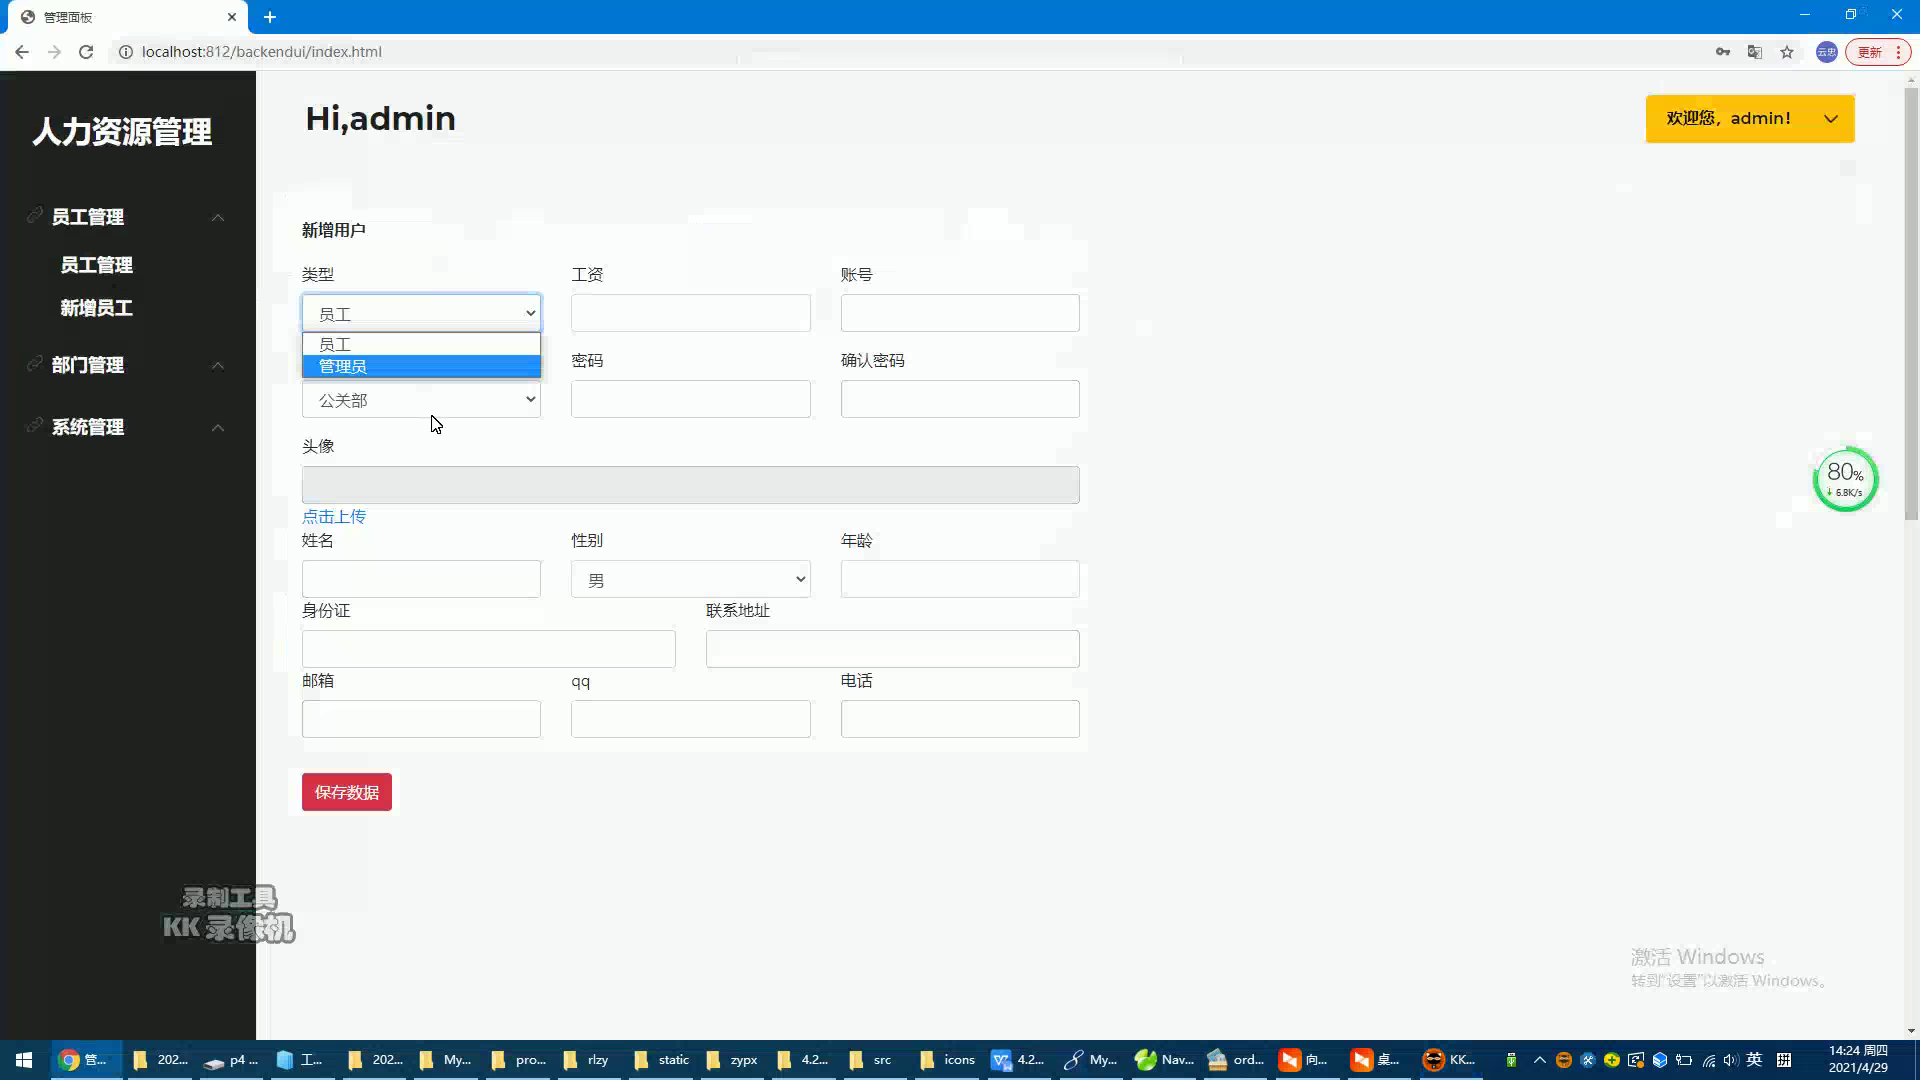 管理面板
localhost:812/backendui/index.html
云忠
更新
人力资源管理
Hi,admin
欢迎您，admin！
员工管理
员工管理
新增员工
部门管理
系统管理
新增用户
类型
工资
账号
员工
员工
管理员
密码
确认密码
公关部
头像
点击上传
姓名
性别
年龄
男
身份证
联系地址
邮箱
qq
电话
保存数据
80%
6.8K/s
录制工具
KK 录像机
激活 Windows
转到"设置"以激活 Windows。
管...
202...
p4 ...
工...
202...
My...
pro...
rlzy
static
zypx
4.2...
src
icons
4.2...
My...
Nav...
ord...
向...
桌...
KK...
英
14:24 周四
2021/4/29